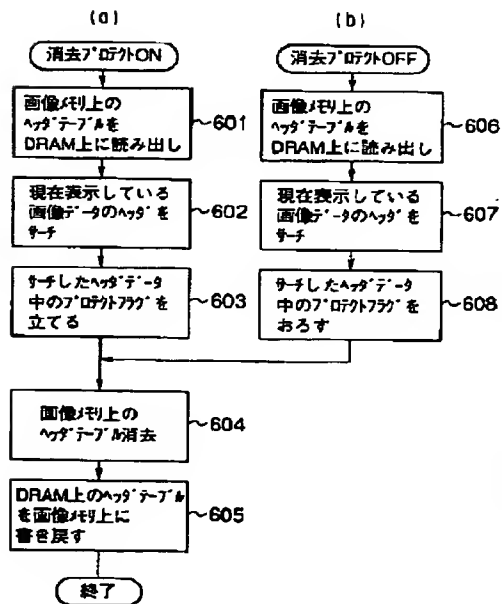 (a)
消去ﾌﾟﾛﾃｸﾄON
画像ﾒﾓﾘ上の
ﾍｯﾀﾞﾃｰﾌﾞﾙを
DRAM上に読み出し
601
現在表示している
画像データのﾍｯﾀﾞを
ｻｰﾁ
602
ｻｰﾁしたﾍｯﾀﾞﾃﾞｰﾀ
中のﾌﾟﾛﾃｸﾄﾌﾗｸﾞを
立てる
603
(b)
消去ﾌﾟﾛﾃｸﾄOFF
画像ﾒﾓﾘ上の
ﾍｯﾀﾞﾃｰﾌﾞﾙを
DRAM上に読み出し
606
現在表示している
画像データのﾍｯﾀﾞを
ｻｰﾁ
607
ｻｰﾁしたﾍｯﾀﾞﾃﾞｰﾀ
中のﾌﾟﾛﾃｸﾄﾌﾗｸﾞを
おろす
608
画像ﾒﾓﾘ上の
ﾍｯﾀﾞﾃｰﾌﾞﾙ消去
604
DRAM上のﾍｯﾀﾞﾃｰﾌﾞﾙ
を画像ﾒﾓﾘ上に
書き戻す
605
終了